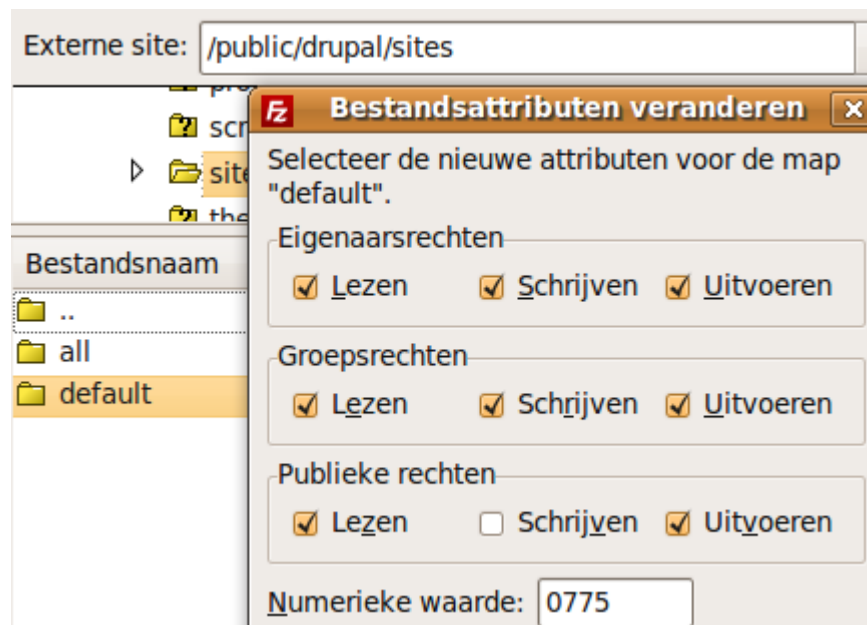 Externe site: /public/drupal/sites
Bestandsattributen veranderen
scr
site
the
Selecteer de nieuwe attributen voor de map
"default".
Bestandsnaam
..
all
default
Eigenaarsrechten
Lezen Schrijven Uitvoeren
Groepsrechten
Lezen Schrijven Uitvoeren
Publieke rechten
Lezen Schrijven Uitvoeren
Numerieke waarde: 0775